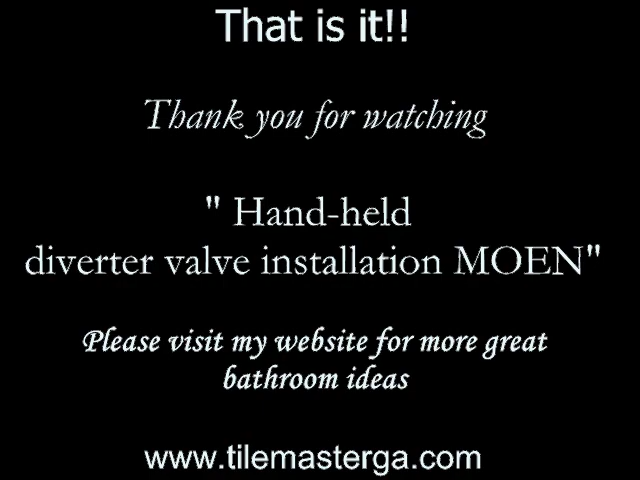 That is it!!
Thank you for watching
" Hand-held
diverter valve installation MOEN"
Please visit my website for more great
bathroom ideas
www.tilemasterga.com